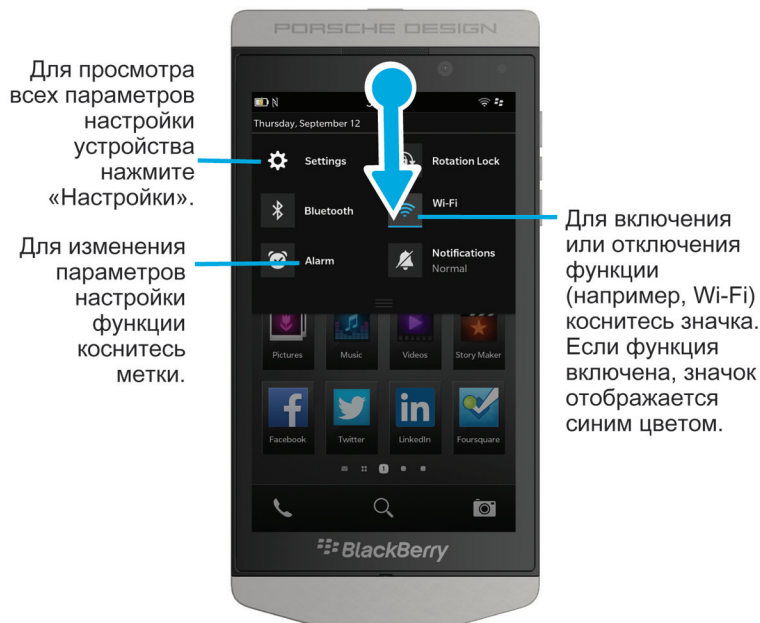 PORSCHE DESIGN
Для просмотра
всех параметров
настройки
устройства
нажмите
«Настройки».
Для изменения
параметров
настройки
функции
коснитесь
метки.
Thursday, September 12
Settings
Rotation Lock
Bluetooth
Wi-Fi
Alarm
Notifications
Normal
Pictures
Music
Videos
Story Maker
Facebook
Twitter
LinkedIn
Foursquare
1
BlackBerry
Для включения
или отключения
функции
(например, Wi-Fi)
коснитесь значка.
Если функция
включена, значок
отображается
синим цветом.